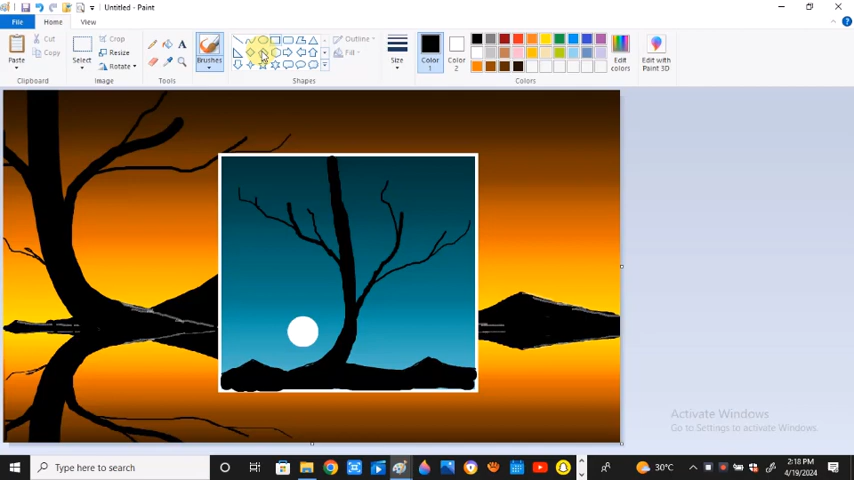 Untitled - Paint
File Home View
Paste Cut Copy
Clipboard
Select Crop Resize Rotate
Image
A
Tools
Brushes
Outline Fill
Shapes
Size
Color 1 Color 2
Edit colors
Colors
Edit with Paint 3D
Activate Windows
Go to Settings to activate Windows.
Type here to search
30°C
2:18 PM
4/19/2024